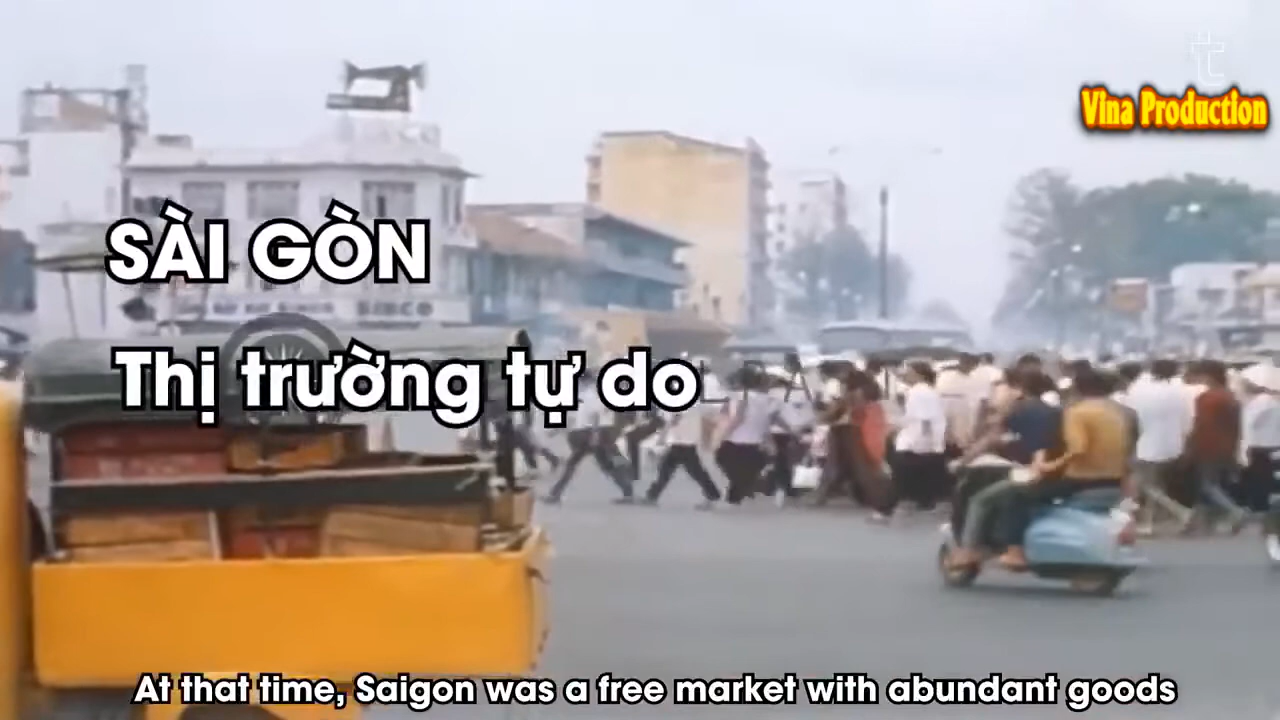 Vina Production
SÀI GÒN
SINCO
Thị trường tự do
At that time, Saigon was a free market with abundant goods